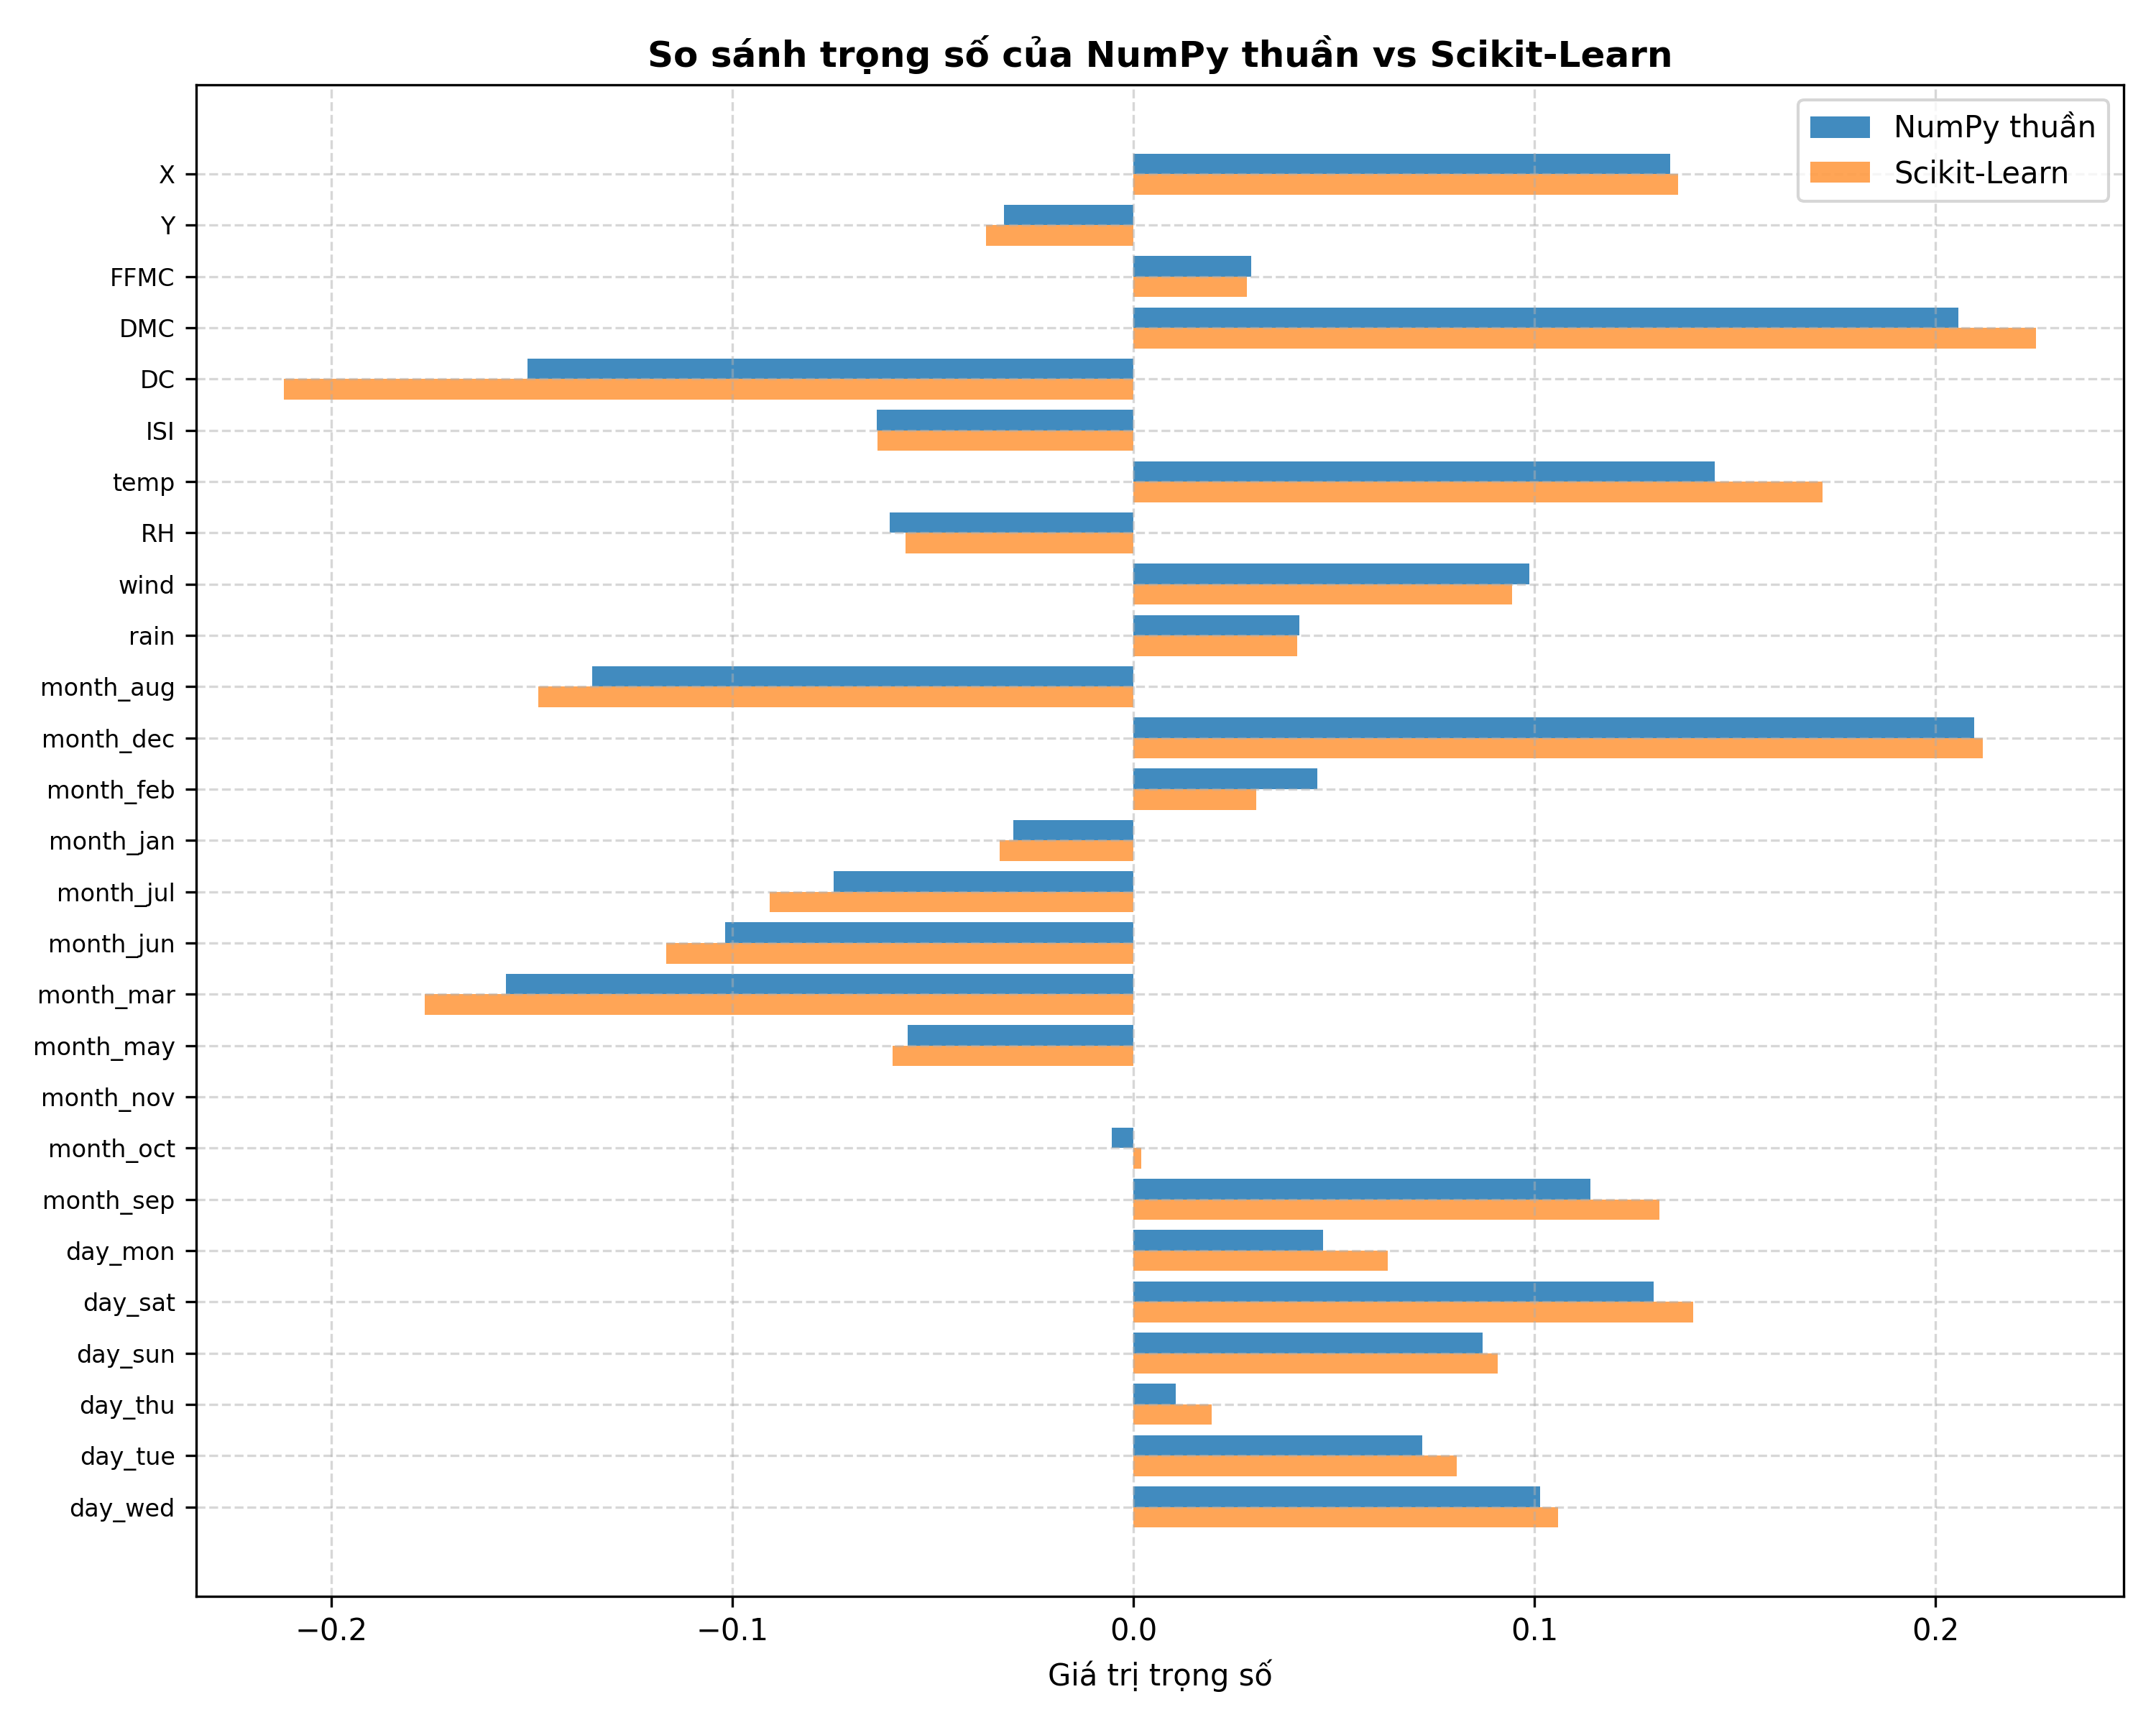 So sánh trọng số của NumPy thuần vs Scikit-Learn
NumPy thuần
Scikit-Learn
X
Y
FFMC
DMC
DC
ISI
temp
RH
wind
rain
month_aug
month_dec
month_feb
month_jan
month_jul
month_jun
month_mar
month_may
month_nov
month_oct
month_sep
day_mon
day_sat
day_sun
day_thu
day_tue
day_wed
−0.2 −0.1 0.0 0.1 0.2
Giá trị trọng số